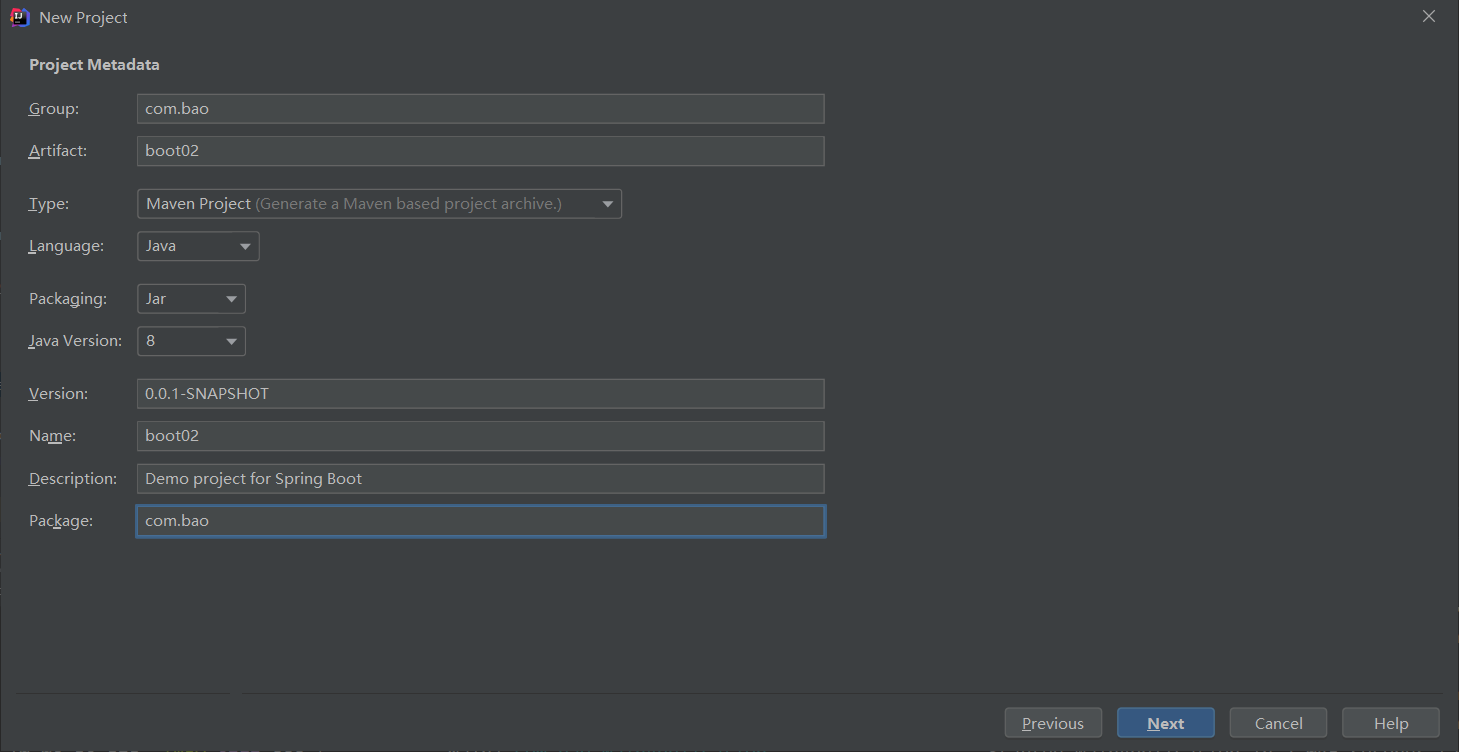 New Project
Project Metadata
Group: com.bao
Artifact: boot02
Type: Maven Project (Generate a Maven based project archive.)
Language: Java
Packaging: Jar
Java Version: 8
Version: 0.0.1-SNAPSHOT
Name: boot02
Description: Demo project for Spring Boot
Package: com.bao
Previous Next Cancel Help